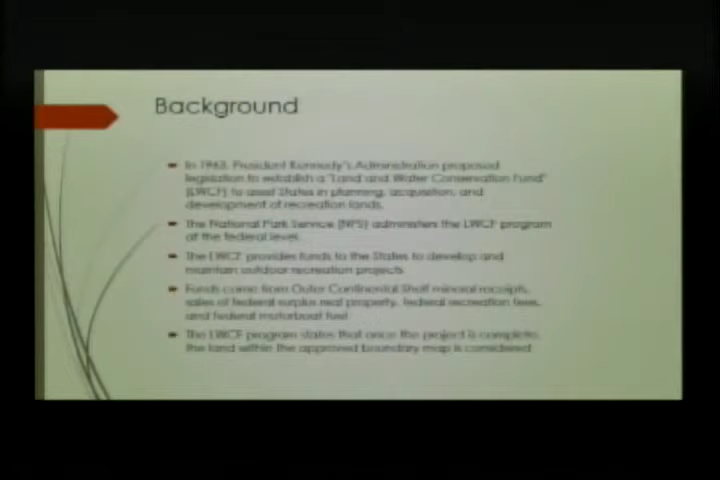 Background
In 1963, President Kennedy's Administration proposed
legislation to establish a "Land and Water Conservation Fund"
(LWCF) to assist States in planning, acquisition, and
development of recreation lands.
The National Park Service (NPS) administers the LWCF program
at the federal level.
The LWCF provides funds to the States to develop and
maintain outdoor recreation projects
Funds come from Outer Continental Shelf mineral receipts,
sales of federal surplus real property, federal recreation fees,
and federal motorboat fuel
The LWCF program states that once the project is complete,
the land within the approved boundary map is considered